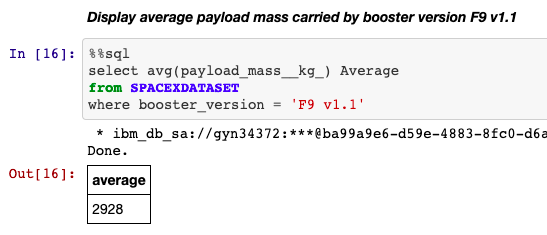 Display average payload mass carried by booster version F9 v1.1
In [16]: %%sql
select avg(payload_mass__kg_) Average
from SPACEXDATASET
where booster_version = 'F9 v1.1'
* ibm_db_sa://gyn34372:***@ba99a9e6-d59e-4883-8fc0-d6a
Done.
Out[16]:
average
2928